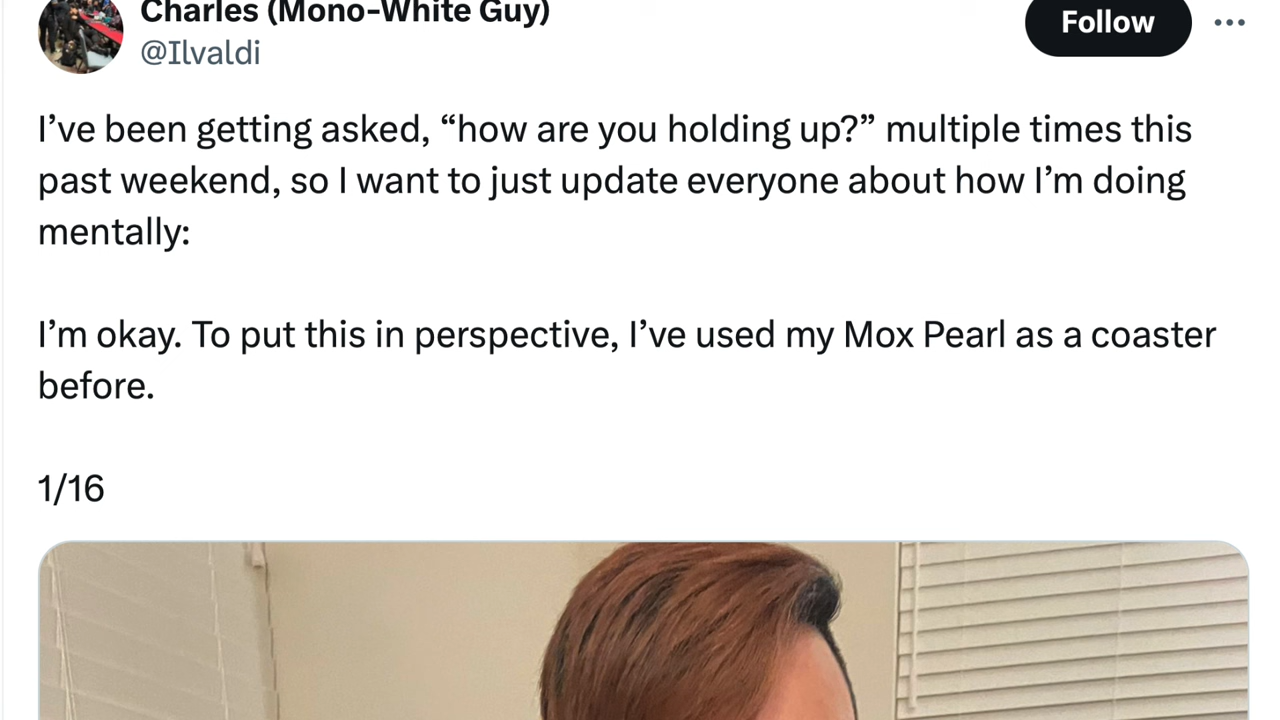 Charles (Mono-White Guy)
@Ilvaldi
Follow
I’ve been getting asked, “how are you holding up?” multiple times this
past weekend, so I want to just update everyone about how I’m doing
mentally:
I’m okay. To put this in perspective, I’ve used my Mox Pearl as a coaster
before.
1/16